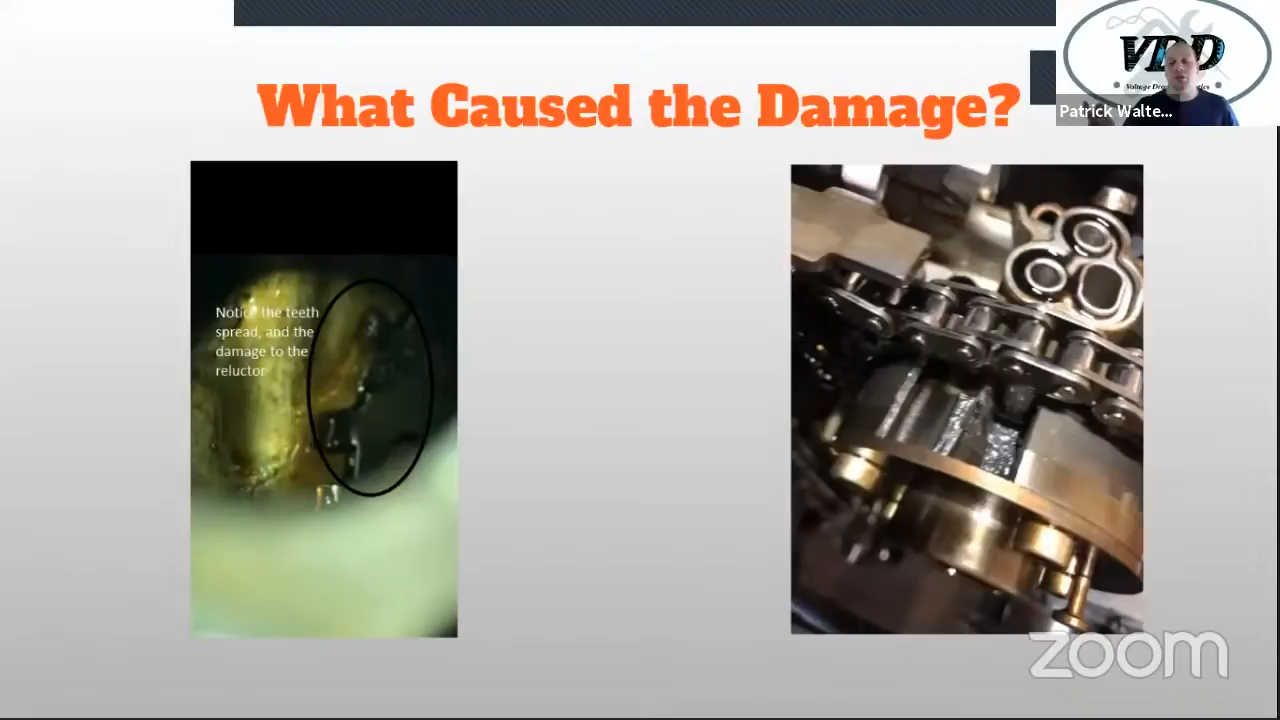 What Caused the Damage?
VDD
Patrick Walte...
Notice the teeth
spread, and the
damage to the
reluctor
zoom